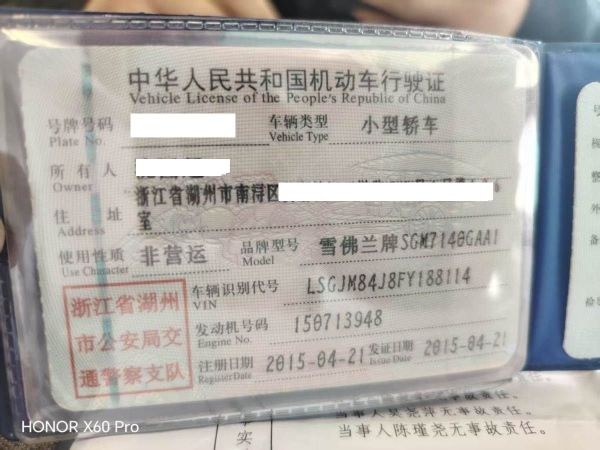 中华人民共和国机动车行驶证
Vehicle License of the People's Republic of China
号牌号码 车辆类型 小型轿车
Plate No. Vehicle Type
所有人
Owner
浙江省湖州市南浔区
住址 室
Address
使用性质 非营运 品牌型号 雪佛兰牌SGM7140GAA1
Use Character Model
浙江省湖州
市公安局交
通警察支队
车辆识别代号 LSGJM84J8FY188114
VIN
发动机号码 150713948
Engine No.
注册日期 2015-04-21 发证日期 2015-04-21
Register Date Issue Date
无事故责任。
当事人陈瑾尧无事故责任。
实
HONOR X60 Pro